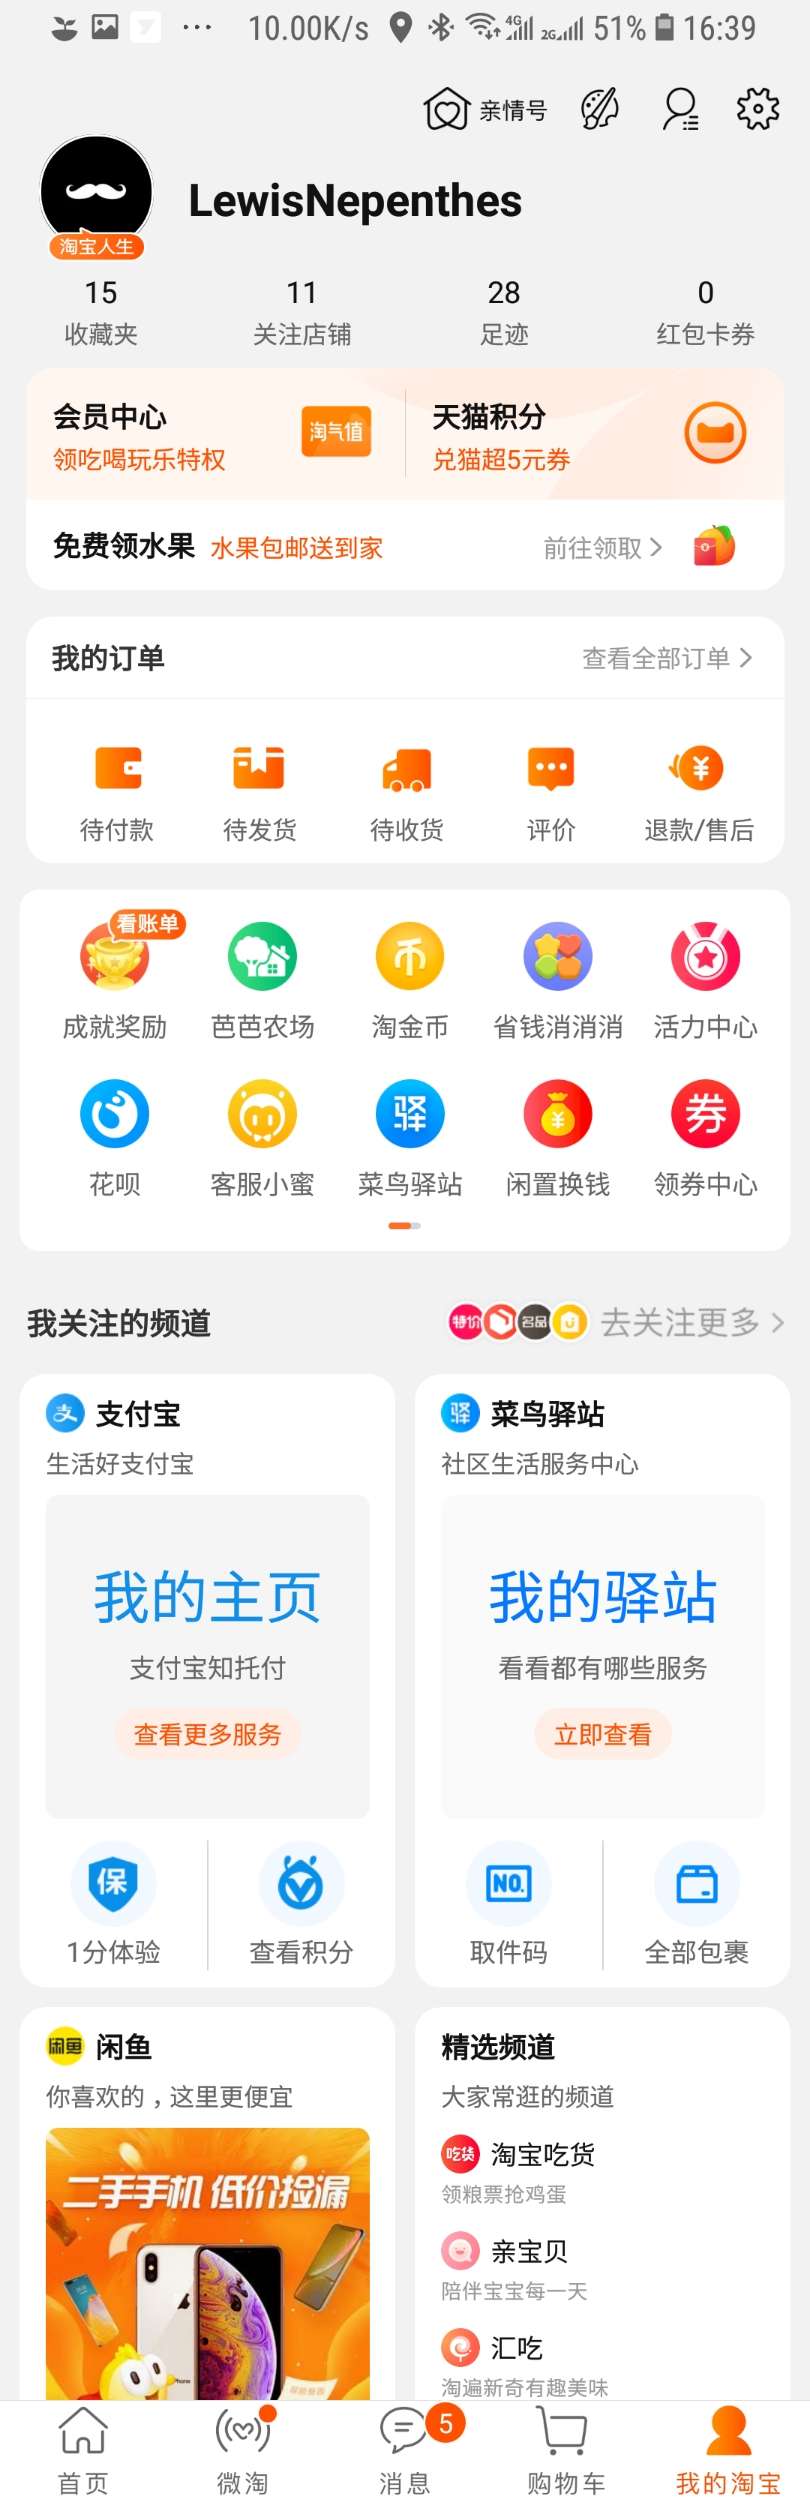 10.00K/s 4G 2G 51% 16:39
亲情号
LewisNepenthes
淘宝人生
15 11 28 0
收藏夹 关注店铺 足迹 红包卡券
会员中心 淘气值 天猫积分
领吃喝玩乐特权 兑猫超5元券
免费领水果 水果包邮送到家 前往领取
我的订单 查看全部订单
待付款 待发货 待收货 评价 退款/售后
看账单
币
成就奖励 芭芭农场 淘金币 省钱消消消 活力中心
驿 券
花呗 客服小蜜 菜鸟驿站 闲置换钱 领券中心
我关注的频道 特价 名品 去关注更多
支 支付宝
生活好支付宝
我的主页
支付宝知托付
查看更多服务
保
1分体验 查看积分
驿 菜鸟驿站
社区生活服务中心
我的驿站
看看都有哪些服务
立即查看
NO.
取件码 全部包裹
闲鱼 闲鱼
你喜欢的，这里更便宜
二手手机 低价捡漏
精选频道
大家常逛的频道
吃货 淘宝吃货
领粮票抢鸡蛋
亲宝贝
陪伴宝宝每一天
汇吃
淘遍新奇有趣美味
5
首页 微淘 消息 购物车 我的淘宝